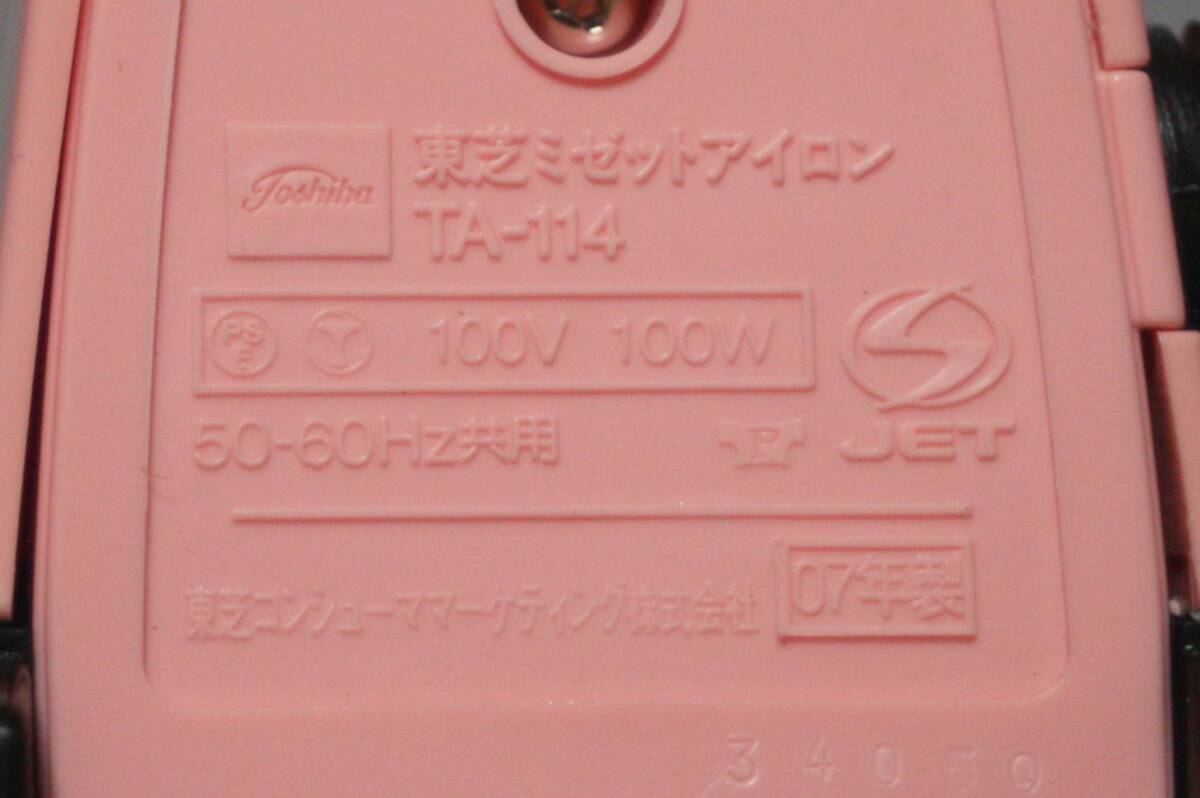 Toshiba
東芝ミゼットアイロン
TA-114
PSE 100V 100W
50-60Hz共用
P JET
東芝コンシューママーケティング株式会社
07年製
34050